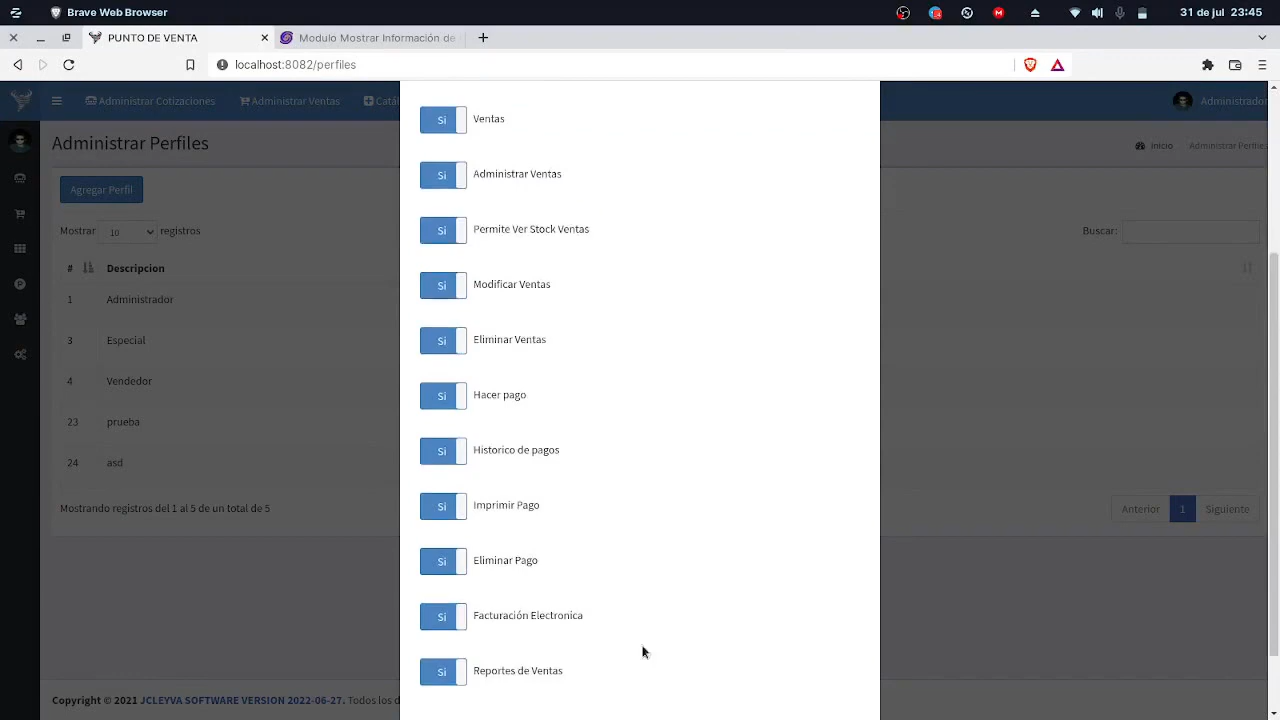 Brave Web Browser
31 de jul 23:45
PUNTO DE VENTA
Modulo Mostrar Información de
localhost:8082/perfiles
Administrar Cotizaciones
Administrar Ventas
Catál
Administrador
Administrar Perfiles
Inicio
Administrar Perfile
Agregar Perfil
Mostrar 10 registros
Buscar:
# Descripcion
1 Administrador
3 Especial
4 Vendedor
23 prueba
24 asd
Mostrando registros del 1 al 5 de un total de 5
Anterior 1 Siguiente
Si Ventas
Si Administrar Ventas
Si Permite Ver Stock Ventas
Si Modificar Ventas
Si Eliminar Ventas
Si Hacer pago
Si Historico de pagos
Si Imprimir Pago
Si Eliminar Pago
Si Facturación Electronica
Si Reportes de Ventas
Copyright © 2021 JCLEYVA SOFTWARE VERSION 2022-06-27. Todos los d